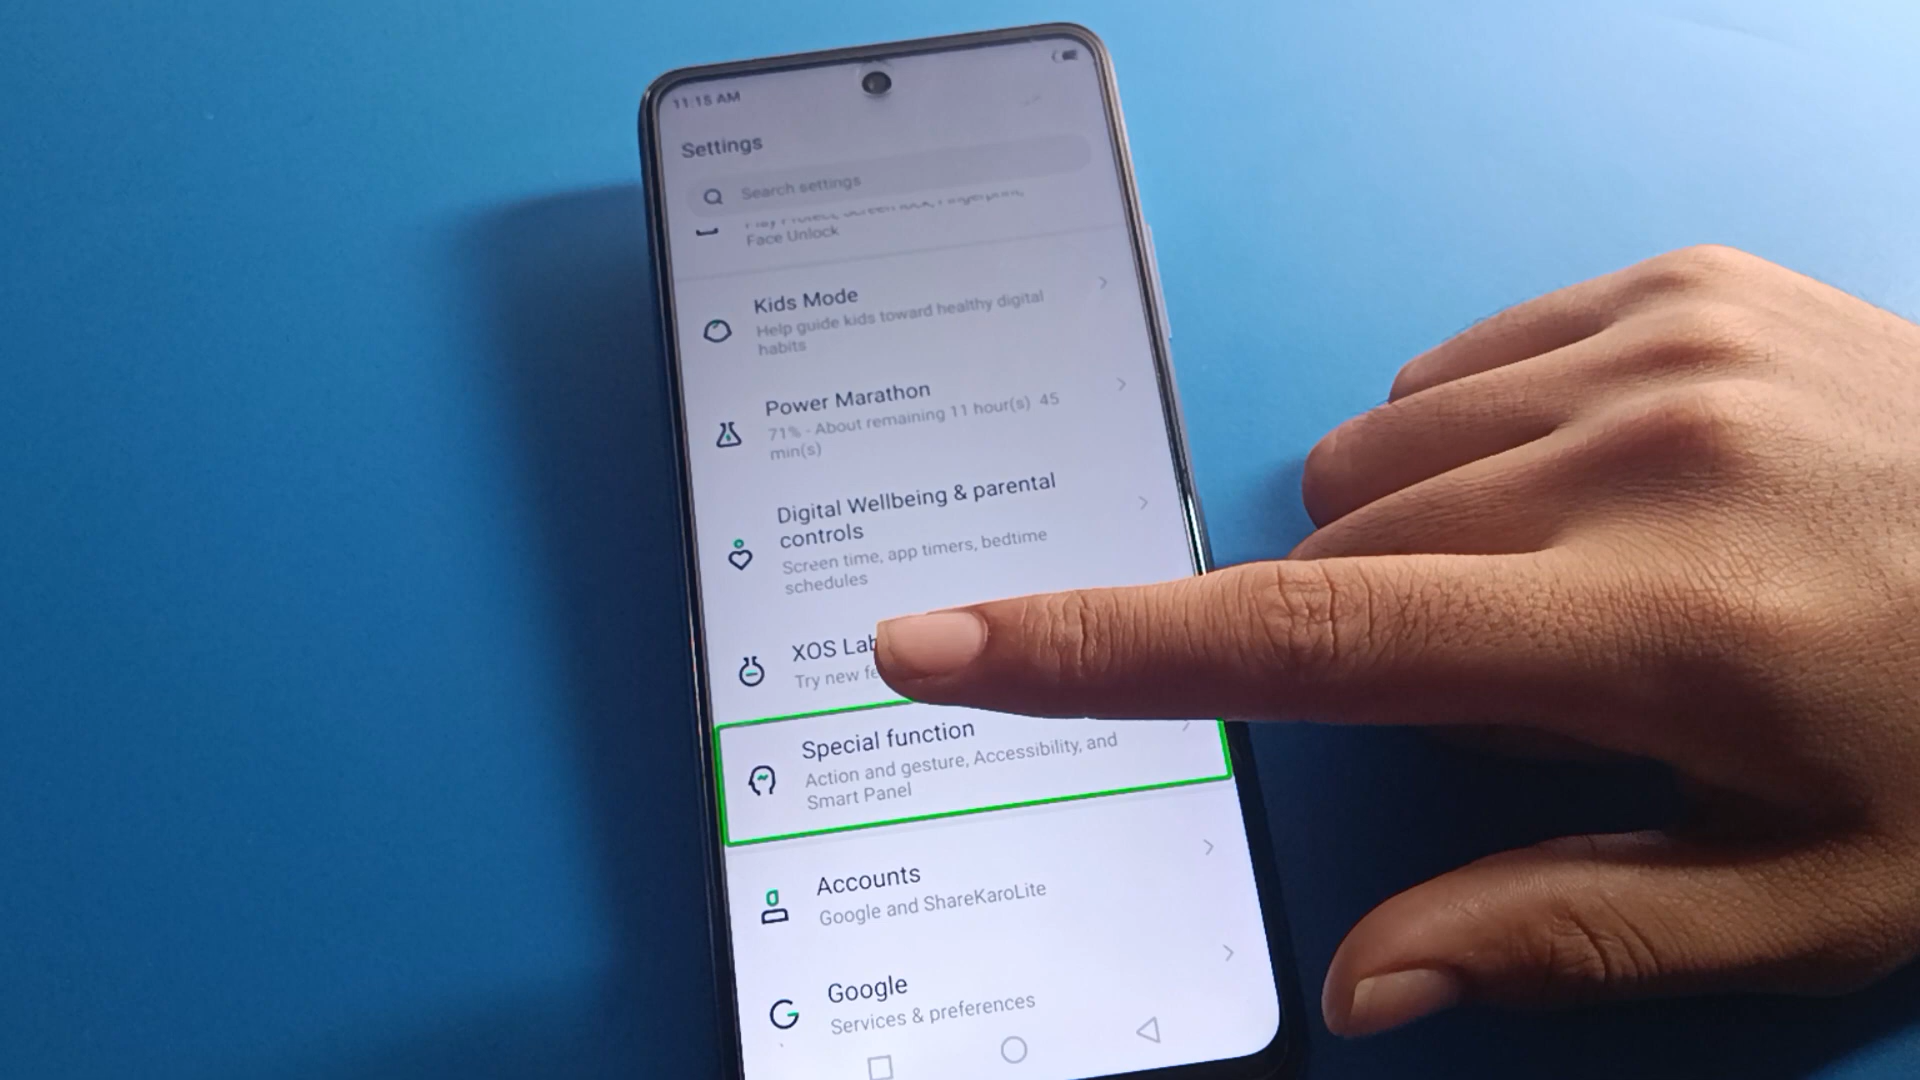 11:15 AM
Settings
Search settings
Face Unlock
Kids Mode
Help guide kids toward healthy digital
habits
Power Marathon
71% - About remaining 11 hour(s) 45
min(s)
Digital Wellbeing & parental
controls
Screen time, app timers, bedtime
schedules
XOS Lab
Try new fe
Special function
Action and gesture, Accessibility, and
Smart Panel
Accounts
Google and ShareKaroLite
Google
Services & preferences